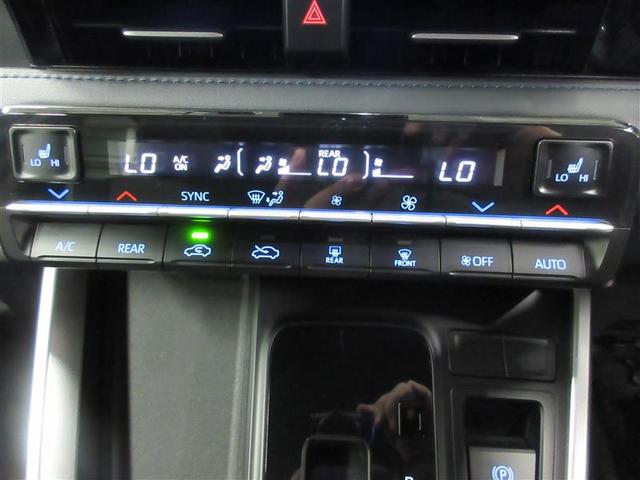 LO HI
LO A/C ON REAR LO LO
LO HI
SYNC
A/C REAR REAR FRONT OFF AUTO
P